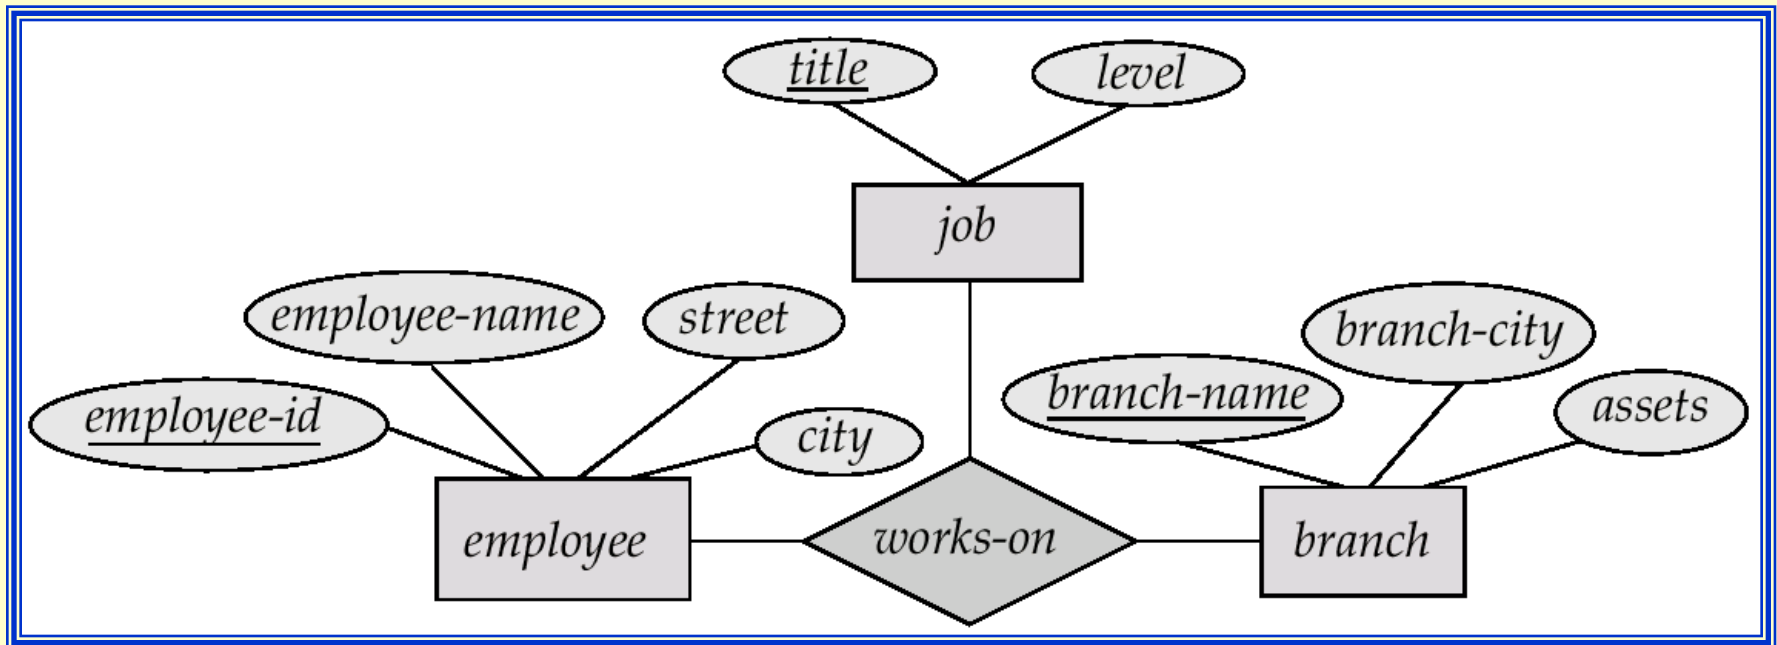 title
level
job
employee-name
street
branch-city
employee-id
branch-name
assets
city
employee
works-on
branch